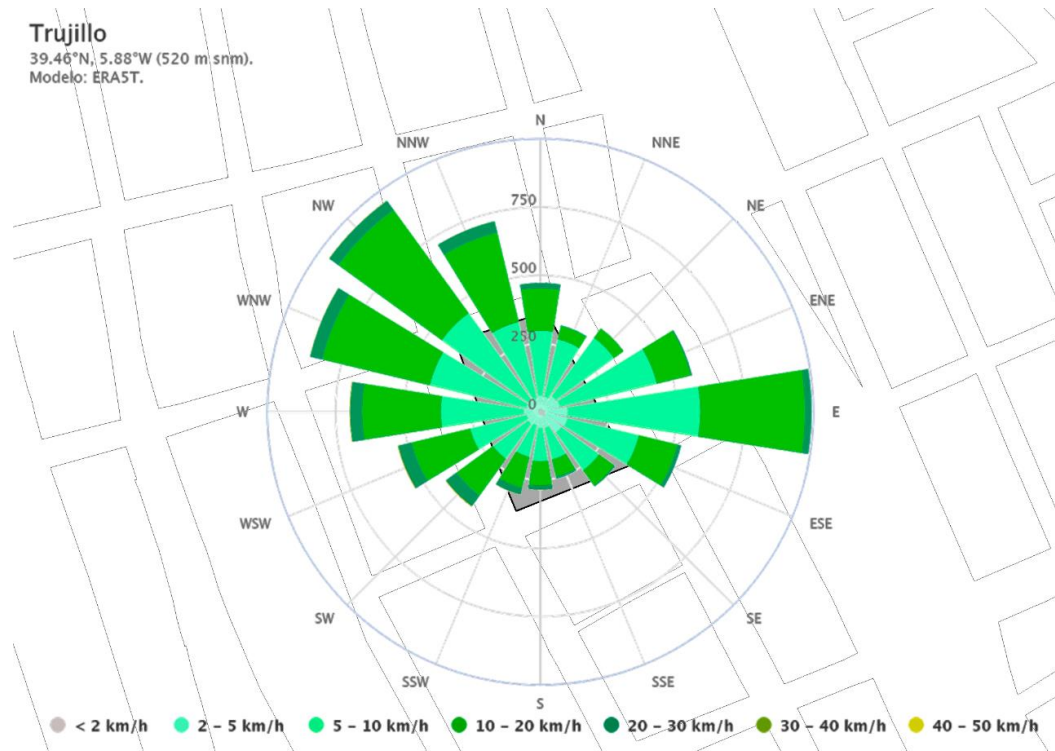 Trujillo
39.46°N, 5.88°W (520 m snm).
Modelo: ERA5T.
N
NNW
NNE
750
NW
NE
500
WNW
ENE
250
0
W
E
WSW
ESE
SW
SE
SSW
SSE
S
< 2 km/h
2 – 5 km/h
5 – 10 km/h
10 – 20 km/h
20 – 30 km/h
30 – 40 km/h
40 – 50 km/h